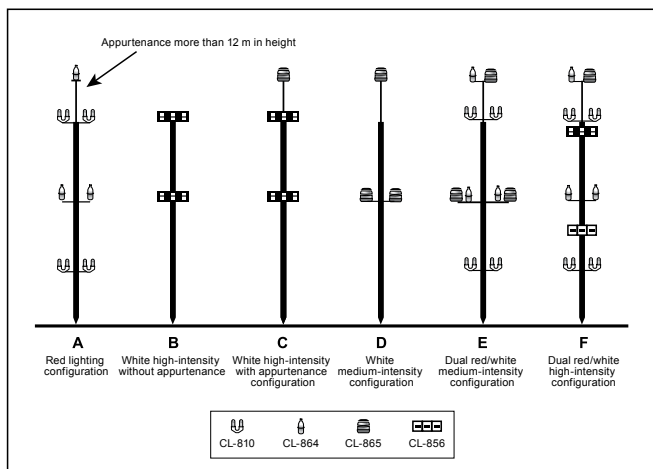 Appurtenance more than 12 m in height
A B C D E F
Red lighting White high-intensity White high-intensity White Dual red/white Dual red/white
configuration without appurtenance with appurtenance medium-intensity medium-intensity high-intensity
configuration configuration configuration configuration
CL-810 CL-864 CL-865 CL-856